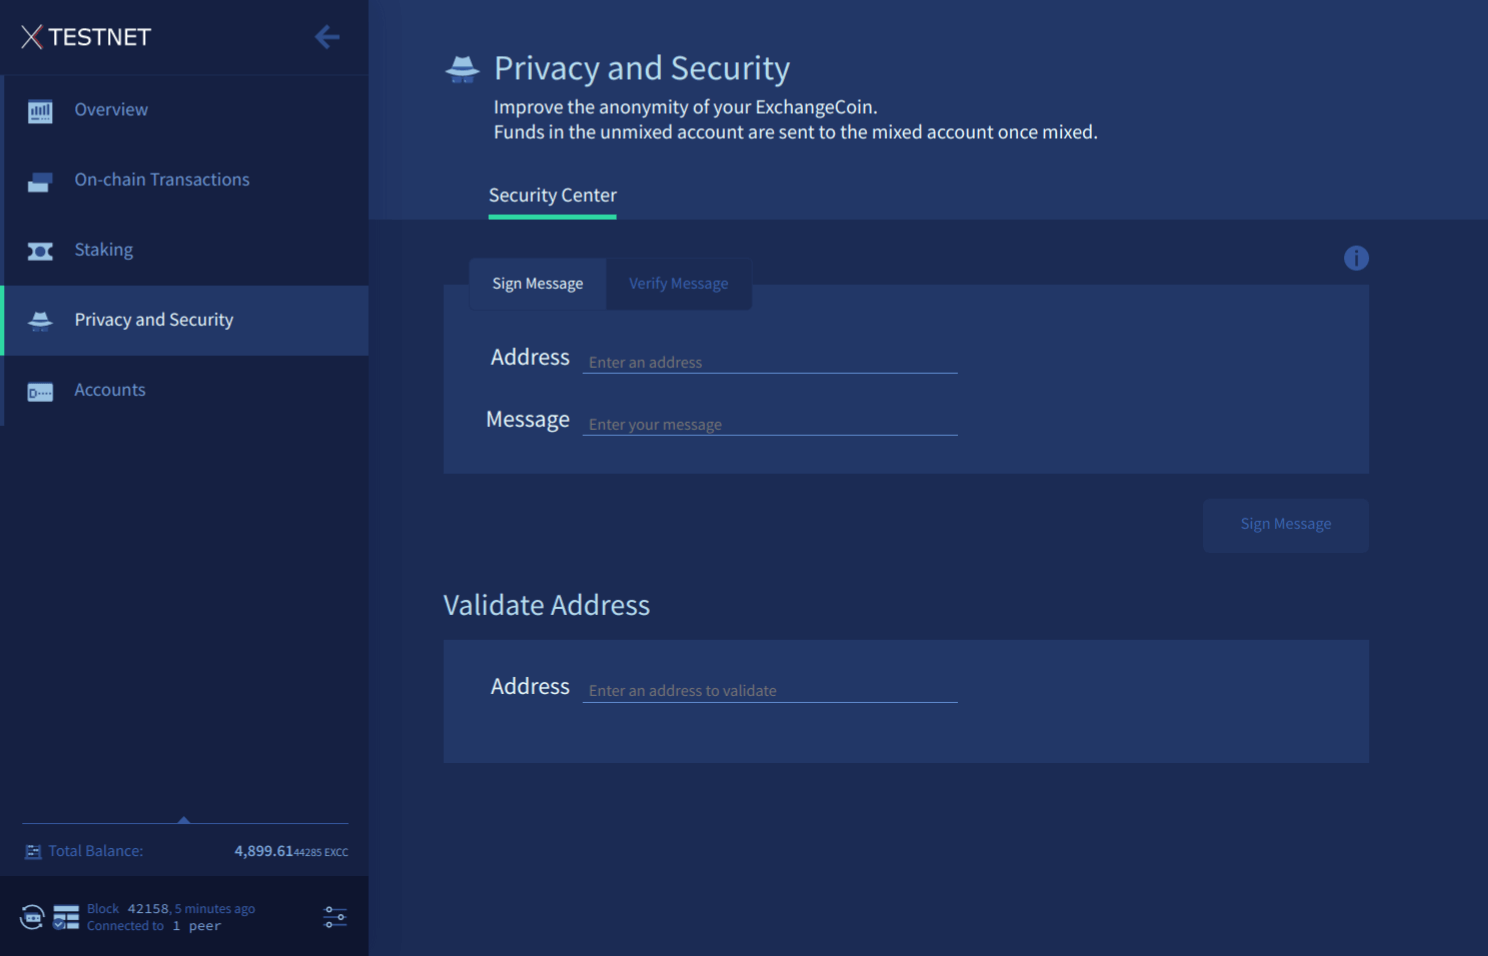 TESTNET
Overview
On-chain Transactions
Staking
Privacy and Security
Accounts
Total Balance: 4,899.6144285 EXCC
Block 42158, 5 minutes ago
Connected to 1 peer
Privacy and Security
Improve the anonymity of your ExchangeCoin.
Funds in the unmixed account are sent to the mixed account once mixed.
Security Center
Sign Message Verify Message
Address Enter an address
Message Enter your message
Sign Message
Validate Address
Address Enter an address to validate